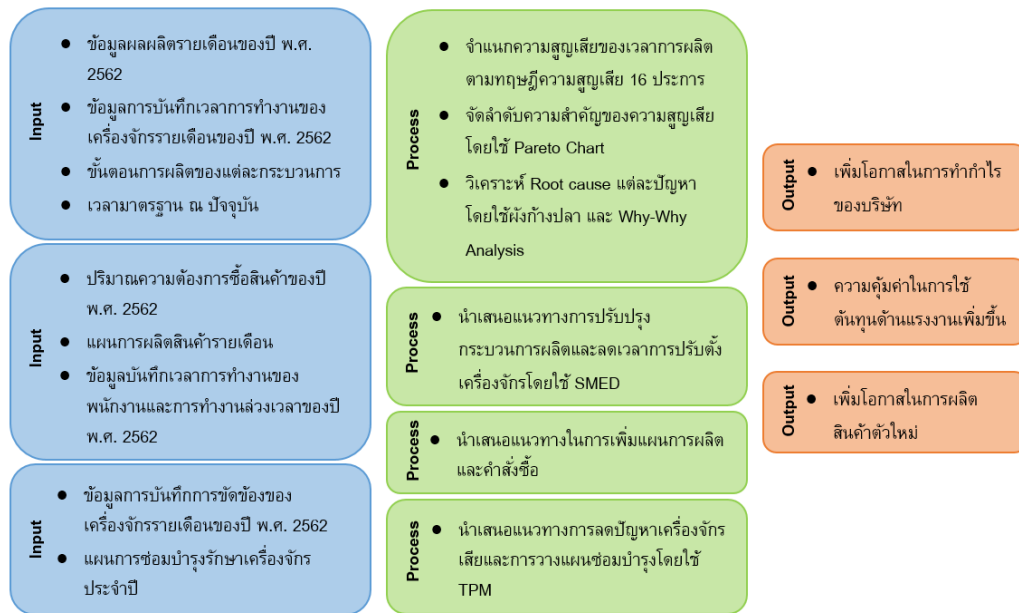 Input
● ข้อมูลผลผลิตรายเดือนของปี พ.ศ.
2562
● ข้อมูลการบันทึกเวลาการทำงานของ
เครื่องจักรรายเดือนของปี พ.ศ. 2562
● ขั้นตอนการผลิตของแต่ละกระบวนการ
● เวลามาตรฐาน ณ ปัจจุบัน
Input
● ปริมาณความต้องการซื้อสินค้าของปี
พ.ศ. 2562
● แผนการผลิตสินค้ารายเดือน
● ข้อมูลบันทึกเวลาการทำงานของ
พนักงานและการทำงานล่วงเวลาของปี
พ.ศ. 2562
Input
● ข้อมูลการบันทึกการขัดข้องของ
เครื่องจักรรายเดือนของปี พ.ศ. 2562
● แผนการซ่อมบำรุงรักษาเครื่องจักร
ประจำปี
Process
● จำแนกความสูญเสียของเวลาการผลิต
ตามทฤษฎีความสูญเสีย 16 ประการ
● จัดลำดับความสำคัญของความสูญเสีย
โดยใช้ Pareto Chart
● วิเคราะห์ Root cause แต่ละปัญหา
โดยใช้ผังก้างปลา และ Why-Why
Analysis
Process
● นำเสนอแนวทางการปรับปรุง
กระบวนการผลิตและลดเวลาการปรับตั้ง
เครื่องจักรโดยใช้ SMED
Process
● นำเสนอแนวทางในการเพิ่มแผนการผลิต
และคำสั่งซื้อ
Process
● นำเสนอแนวทางการลดปัญหาเครื่องจักร
เสียและการวางแผนซ่อมบำรุงโดยใช้
TPM
Output
● เพิ่มโอกาสในการทำกำไร
ของบริษัท
Output
● ความคุ้มค่าในการใช้
ต้นทุนด้านแรงงานเพิ่มขึ้น
Output
● เพิ่มโอกาสในการผลิต
สินค้าตัวใหม่